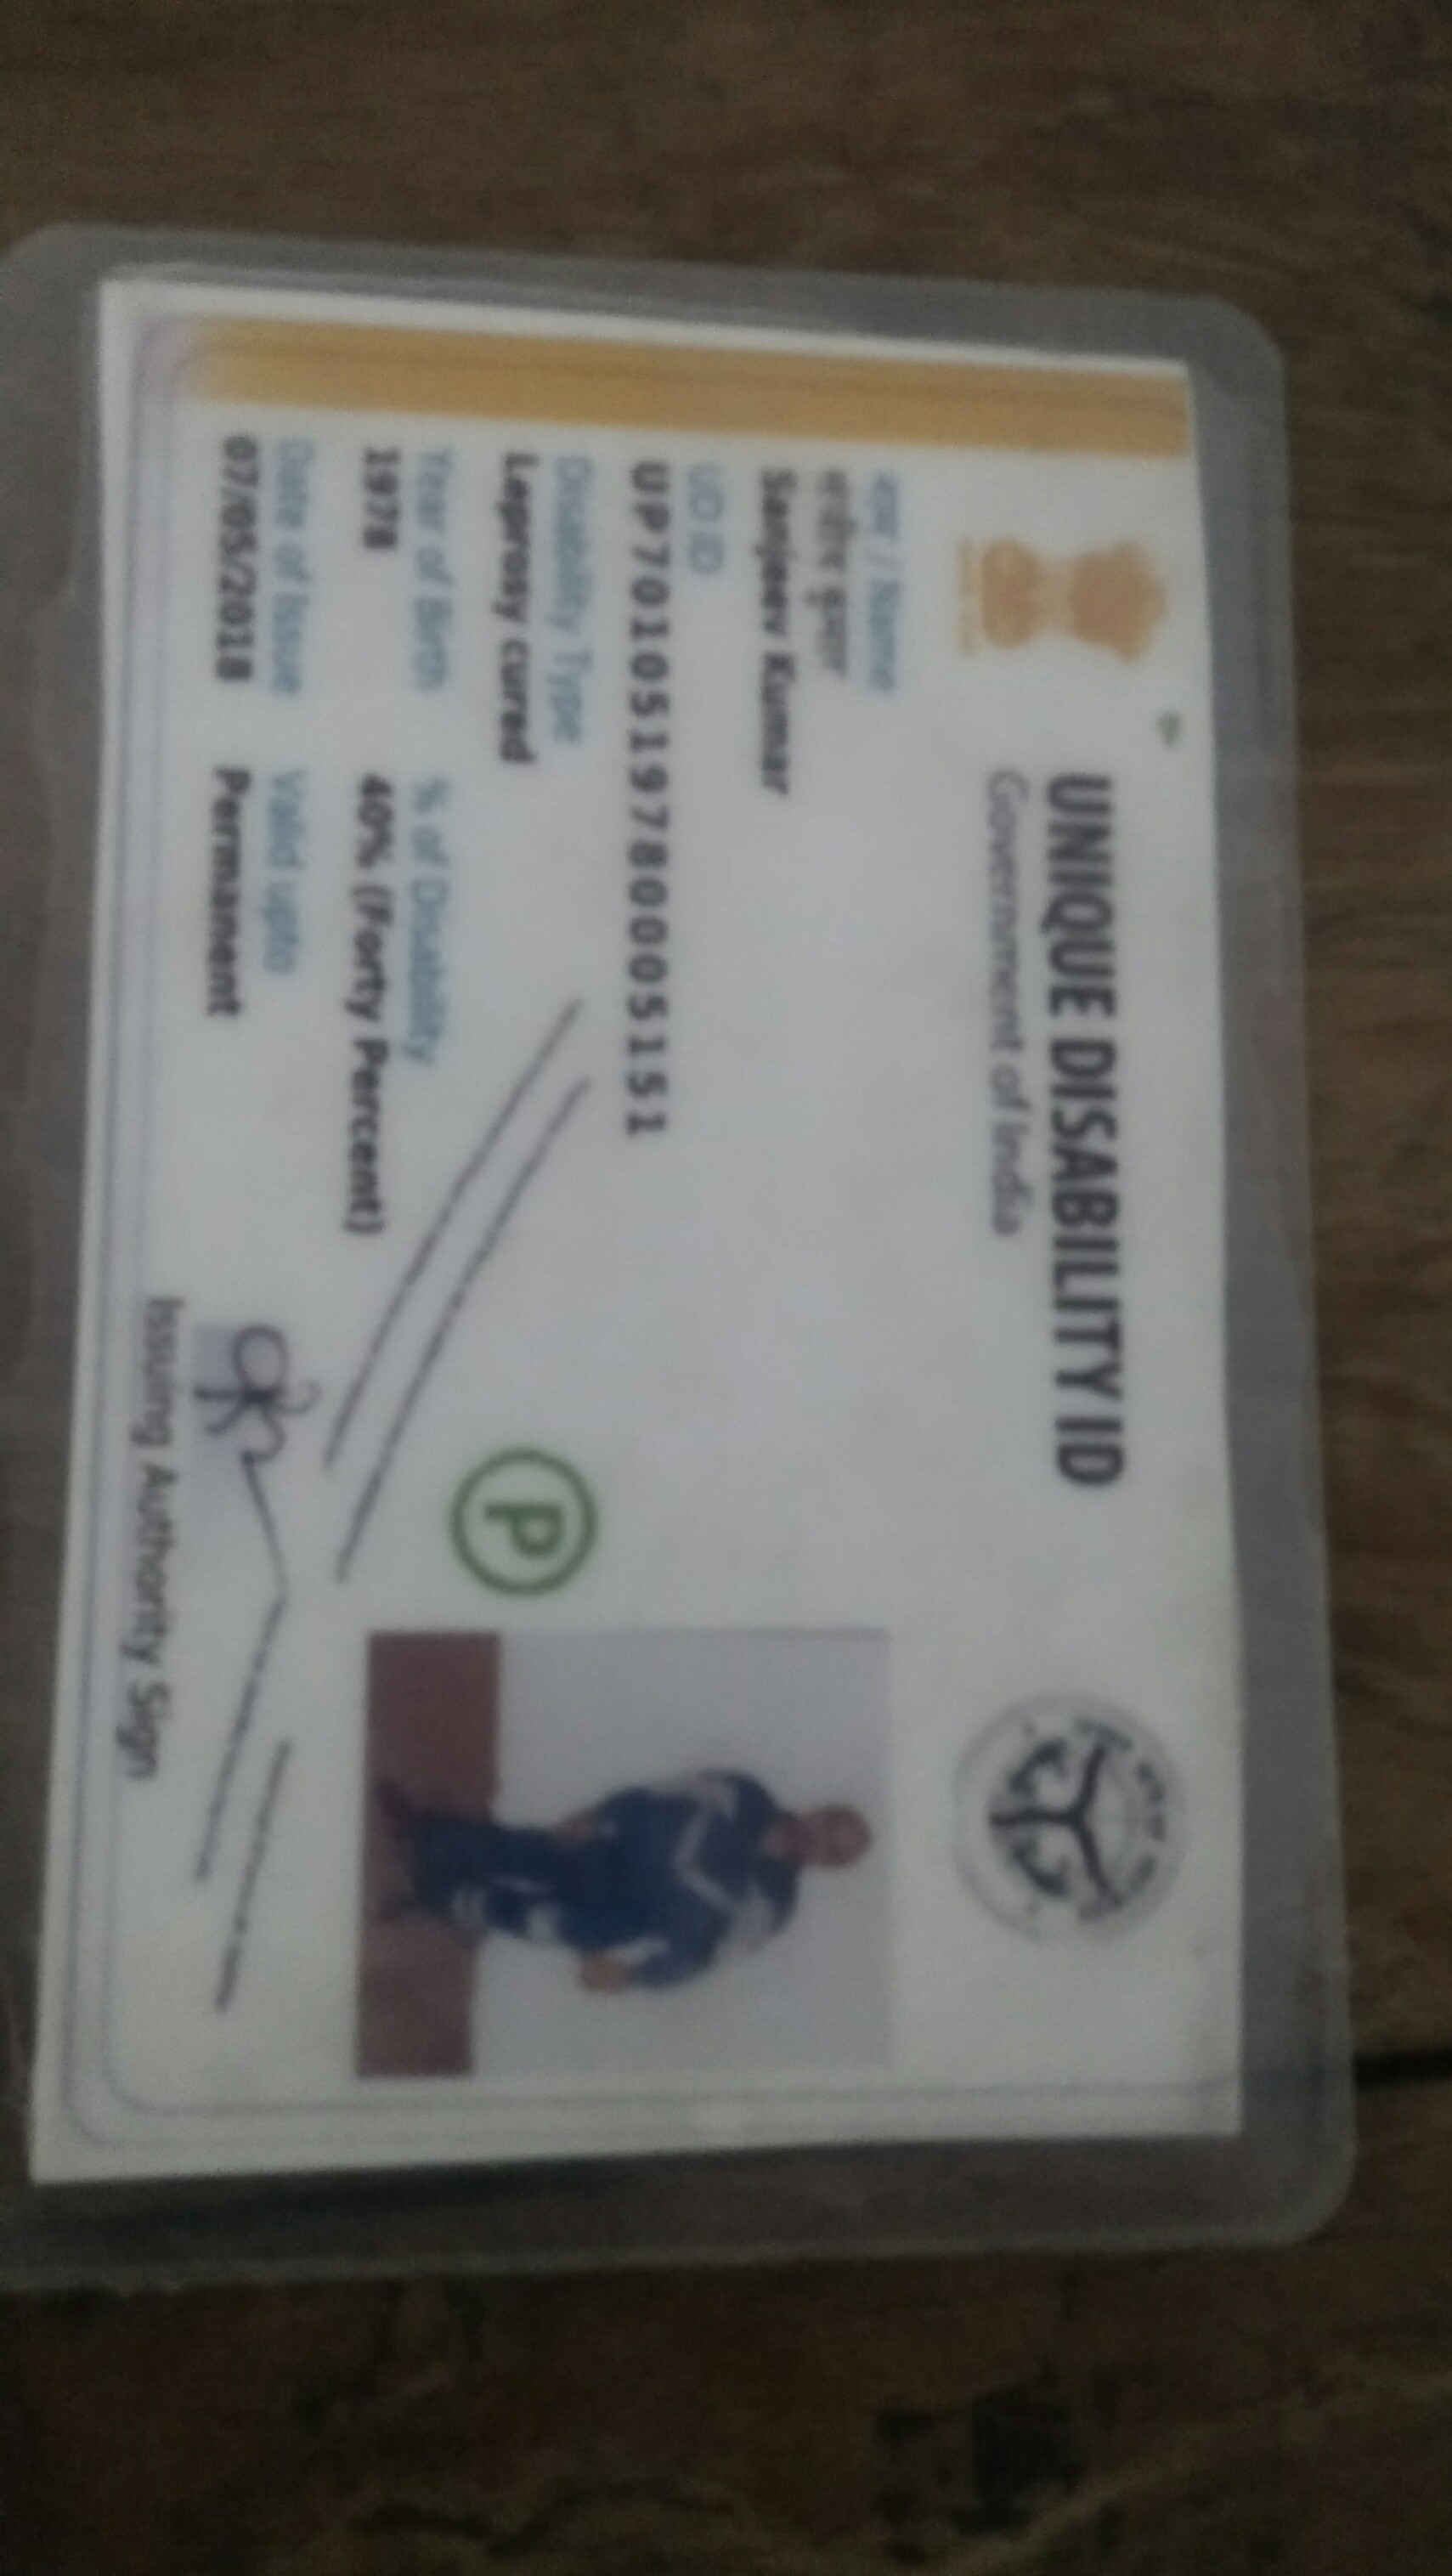 UNIQUE DISABILITY ID
Government of India
नाम / Name
संजीव कुमार
Sanjeev Kumar
UD ID
UP7010519780005151
Disability Type
Leprosy cured
Year of Birth
% of Disability
1978
40% (Forty Percent)
Date of Issue
Valid upto
07/05/2018
Permanent
P
Issuing Authority Sign